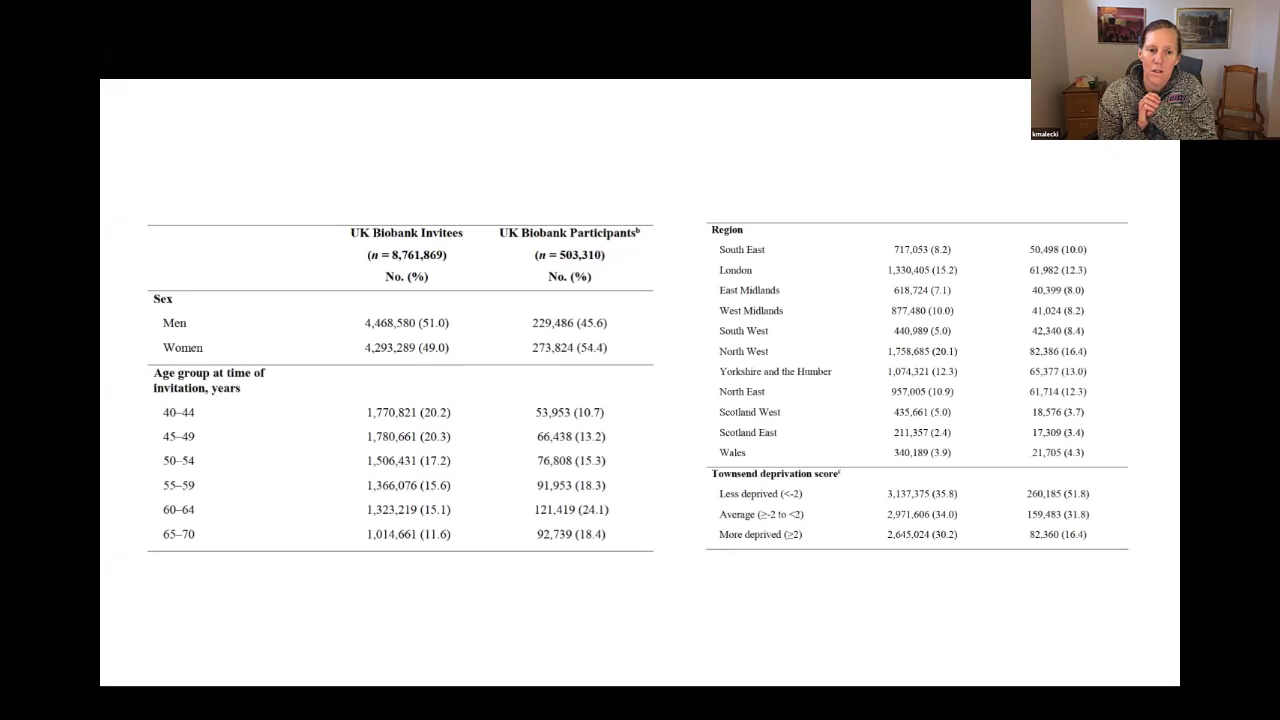 UK Biobank Invitees UK Biobank Participantsᵇ
(n = 8,761,869) (n = 503,310)
No. (%) No. (%)
Sex
Men 4,468,580 (51.0) 229,486 (45.6)
Women 4,293,289 (49.0) 273,824 (54.4)
Age group at time of
invitation, years
40–44 1,770,821 (20.2) 53,953 (10.7)
45–49 1,780,661 (20.3) 66,438 (13.2)
50–54 1,506,431 (17.2) 76,808 (15.3)
55–59 1,366,076 (15.6) 91,953 (18.3)
60–64 1,323,219 (15.1) 121,419 (24.1)
65–70 1,014,661 (11.6) 92,739 (18.4)
Region
South East 717,053 (8.2) 50,498 (10.0)
London 1,330,405 (15.2) 61,982 (12.3)
East Midlands 618,724 (7.1) 40,399 (8.0)
West Midlands 877,480 (10.0) 41,024 (8.2)
South West 440,989 (5.0) 42,340 (8.4)
North West 1,758,685 (20.1) 82,386 (16.4)
Yorkshire and the Humber 1,074,321 (12.3) 65,377 (13.0)
North East 957,005 (10.9) 61,714 (12.3)
Scotland West 435,661 (5.0) 18,576 (3.7)
Scotland East 211,357 (2.4) 17,309 (3.4)
Wales 340,189 (3.9) 21,705 (4.3)
Townsend deprivation scoreᶜ
Less deprived (<-2) 3,137,375 (35.8) 260,185 (51.8)
Average (≥-2 to <2) 2,971,606 (34.0) 159,483 (31.8)
More deprived (≥2) 2,645,024 (30.2) 82,360 (16.4)
kmalecki